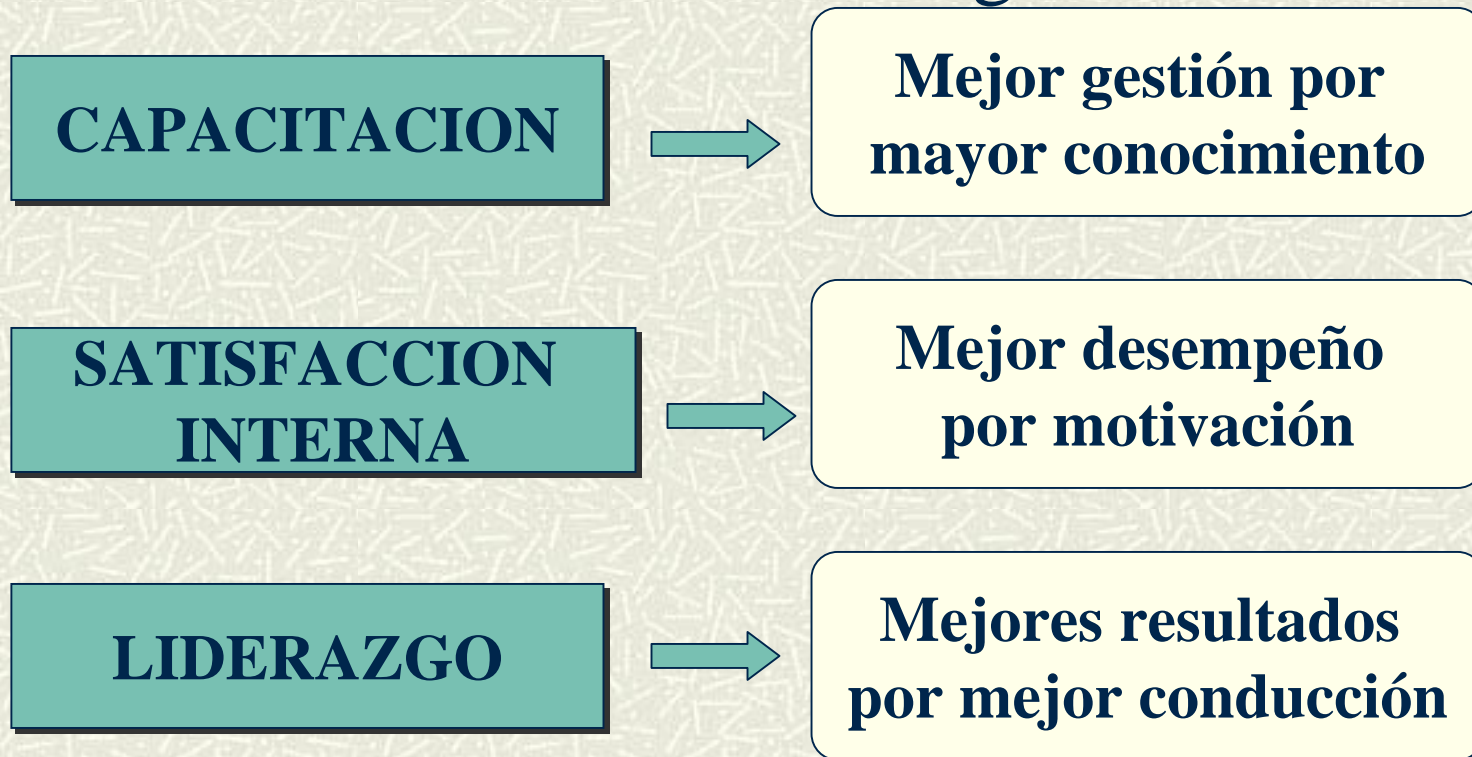 CAPACITACION
Mejor gestión por
mayor conocimiento
SATISFACCION
INTERNA
Mejor desempeño
por motivación
LIDERAZGO
Mejores resultados
por mejor conducción